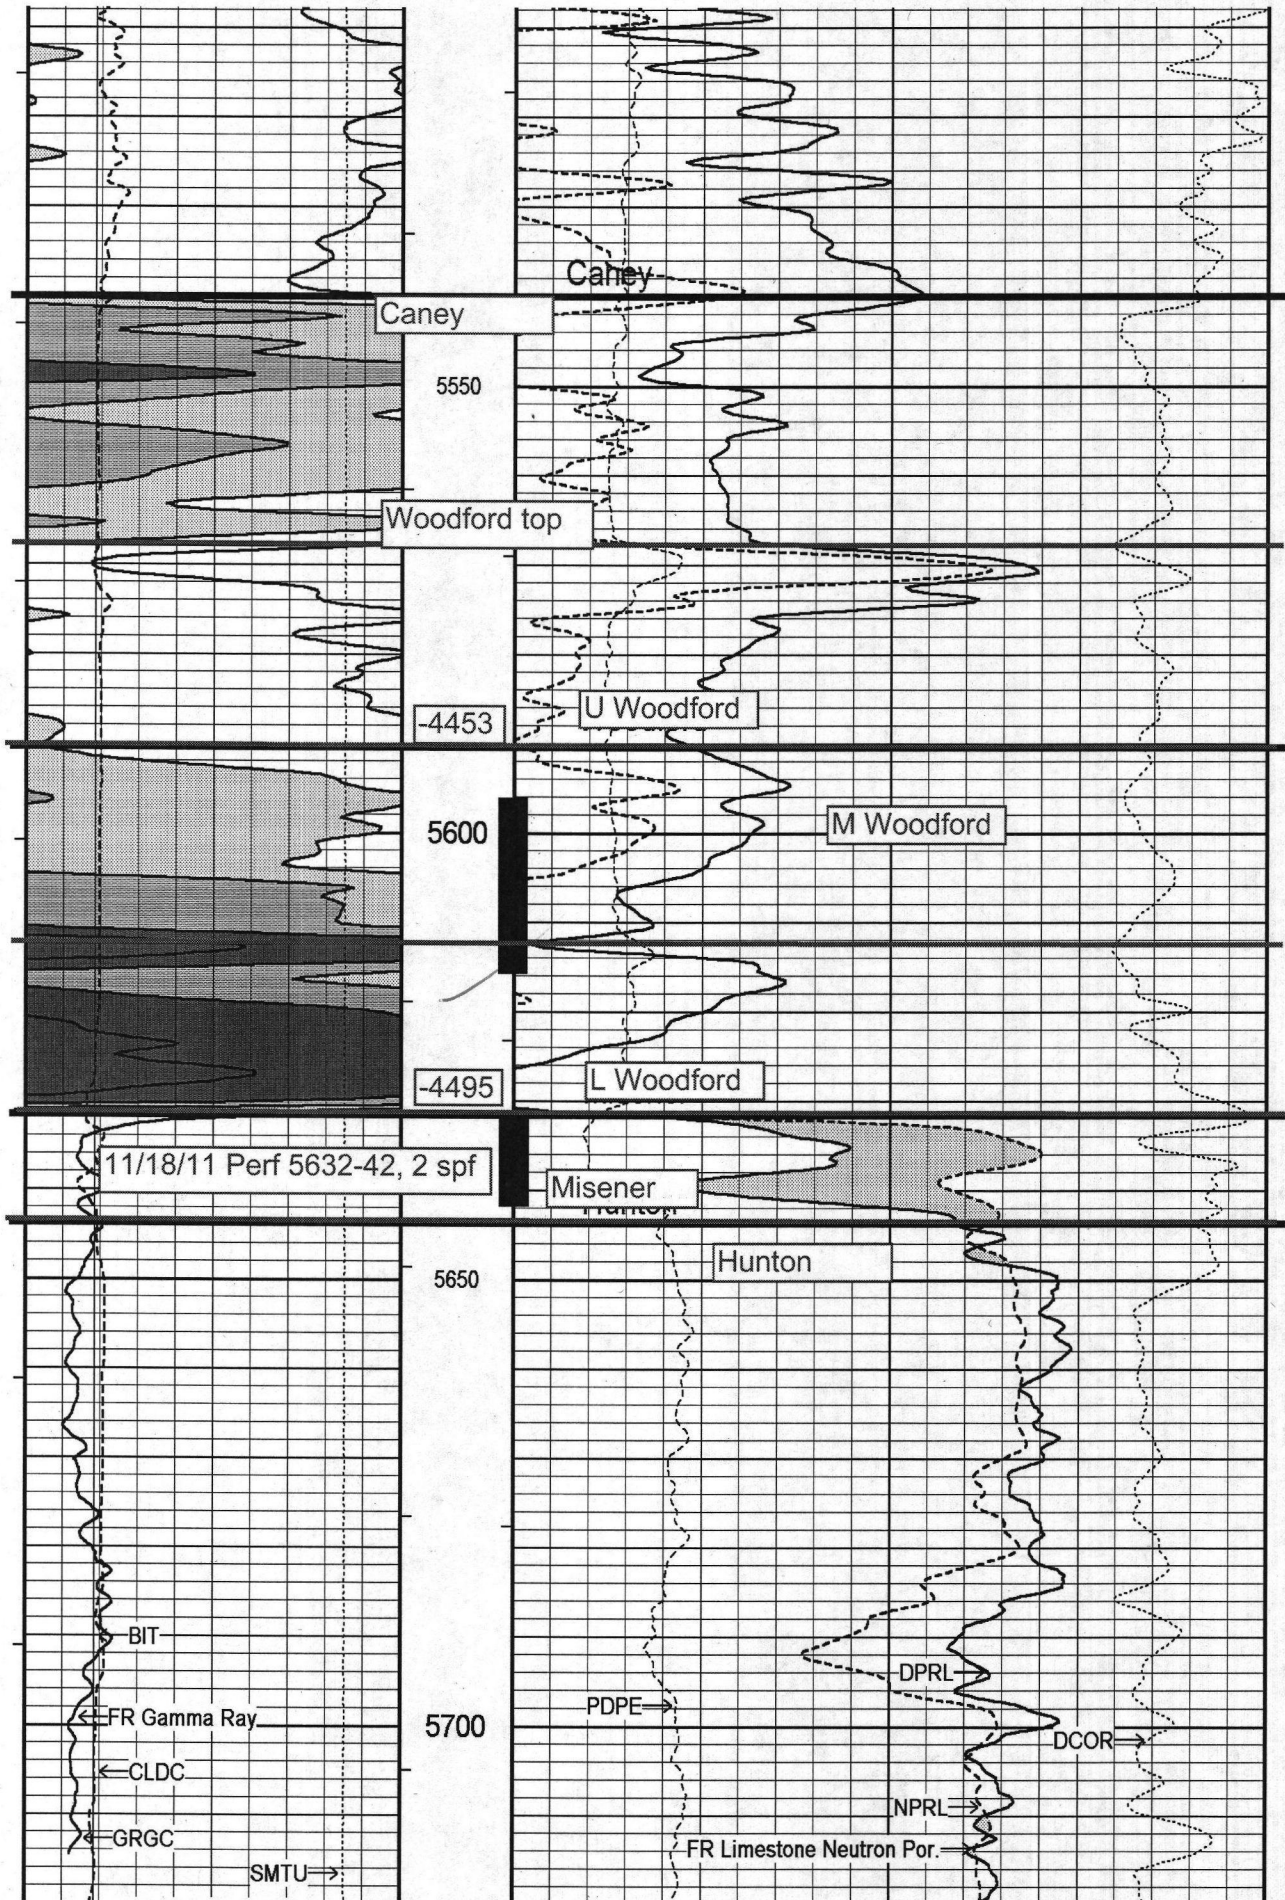 Caney
Caney
5550
Woodford top
U Woodford
-4453
M Woodford
5600
L Woodford
-4495
11/18/11 Perf 5632-42, 2 spf
Misener
Hunton
Hunton
5650
BIT
DPRL
PDPE
FR Gamma Ray
5700
DCOR
CLDC
NPRL
GRGC
FR Limestone Neutron Por.
SMTU